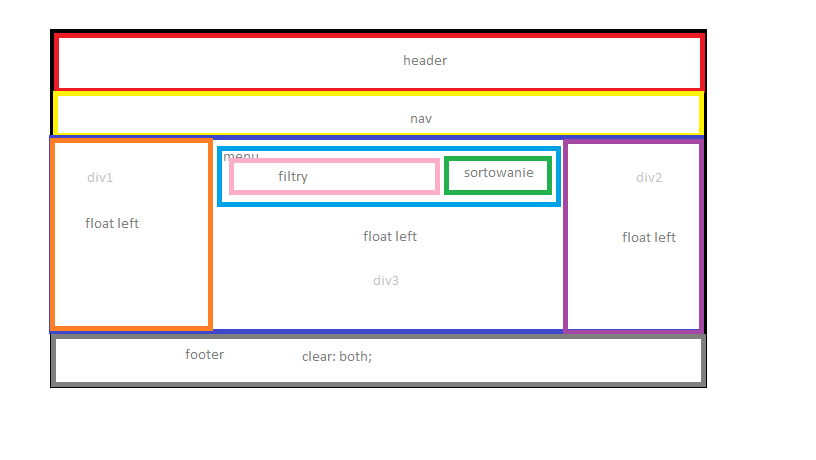 header
nav
menu
div1
filtry
sortowanie
div2
float left
float left
float left
div3
footer
clear: both;